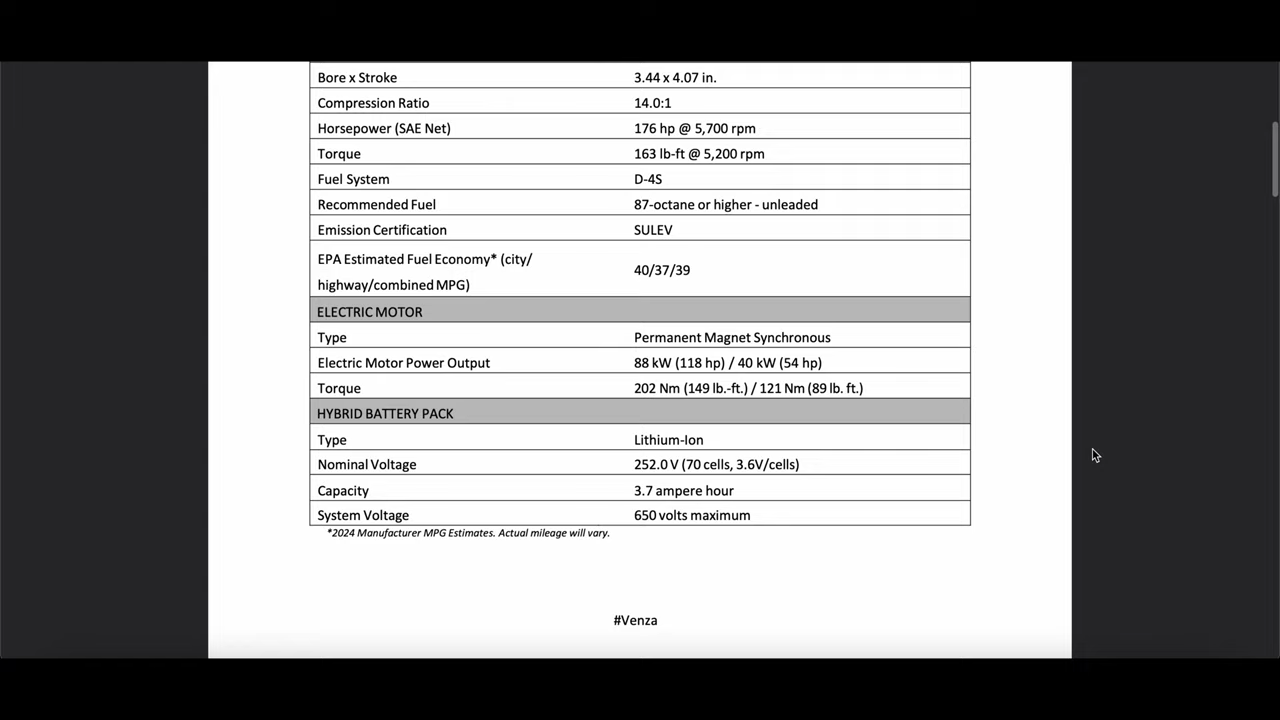 Bore x Stroke 3.44 x 4.07 in.
Compression Ratio 14.0:1
Horsepower (SAE Net) 176 hp @ 5,700 rpm
Torque 163 lb-ft @ 5,200 rpm
Fuel System D-4S
Recommended Fuel 87-octane or higher - unleaded
Emission Certification SULEV
EPA Estimated Fuel Economy* (city/
highway/combined MPG) 40/37/39
ELECTRIC MOTOR
Type Permanent Magnet Synchronous
Electric Motor Power Output 88 kW (118 hp) / 40 kW (54 hp)
Torque 202 Nm (149 lb.-ft.) / 121 Nm (89 lb. ft.)
HYBRID BATTERY PACK
Type Lithium-Ion
Nominal Voltage 252.0 V (70 cells, 3.6V/cells)
Capacity 3.7 ampere hour
System Voltage 650 volts maximum
*2024 Manufacturer MPG Estimates. Actual mileage will vary.
#Venza